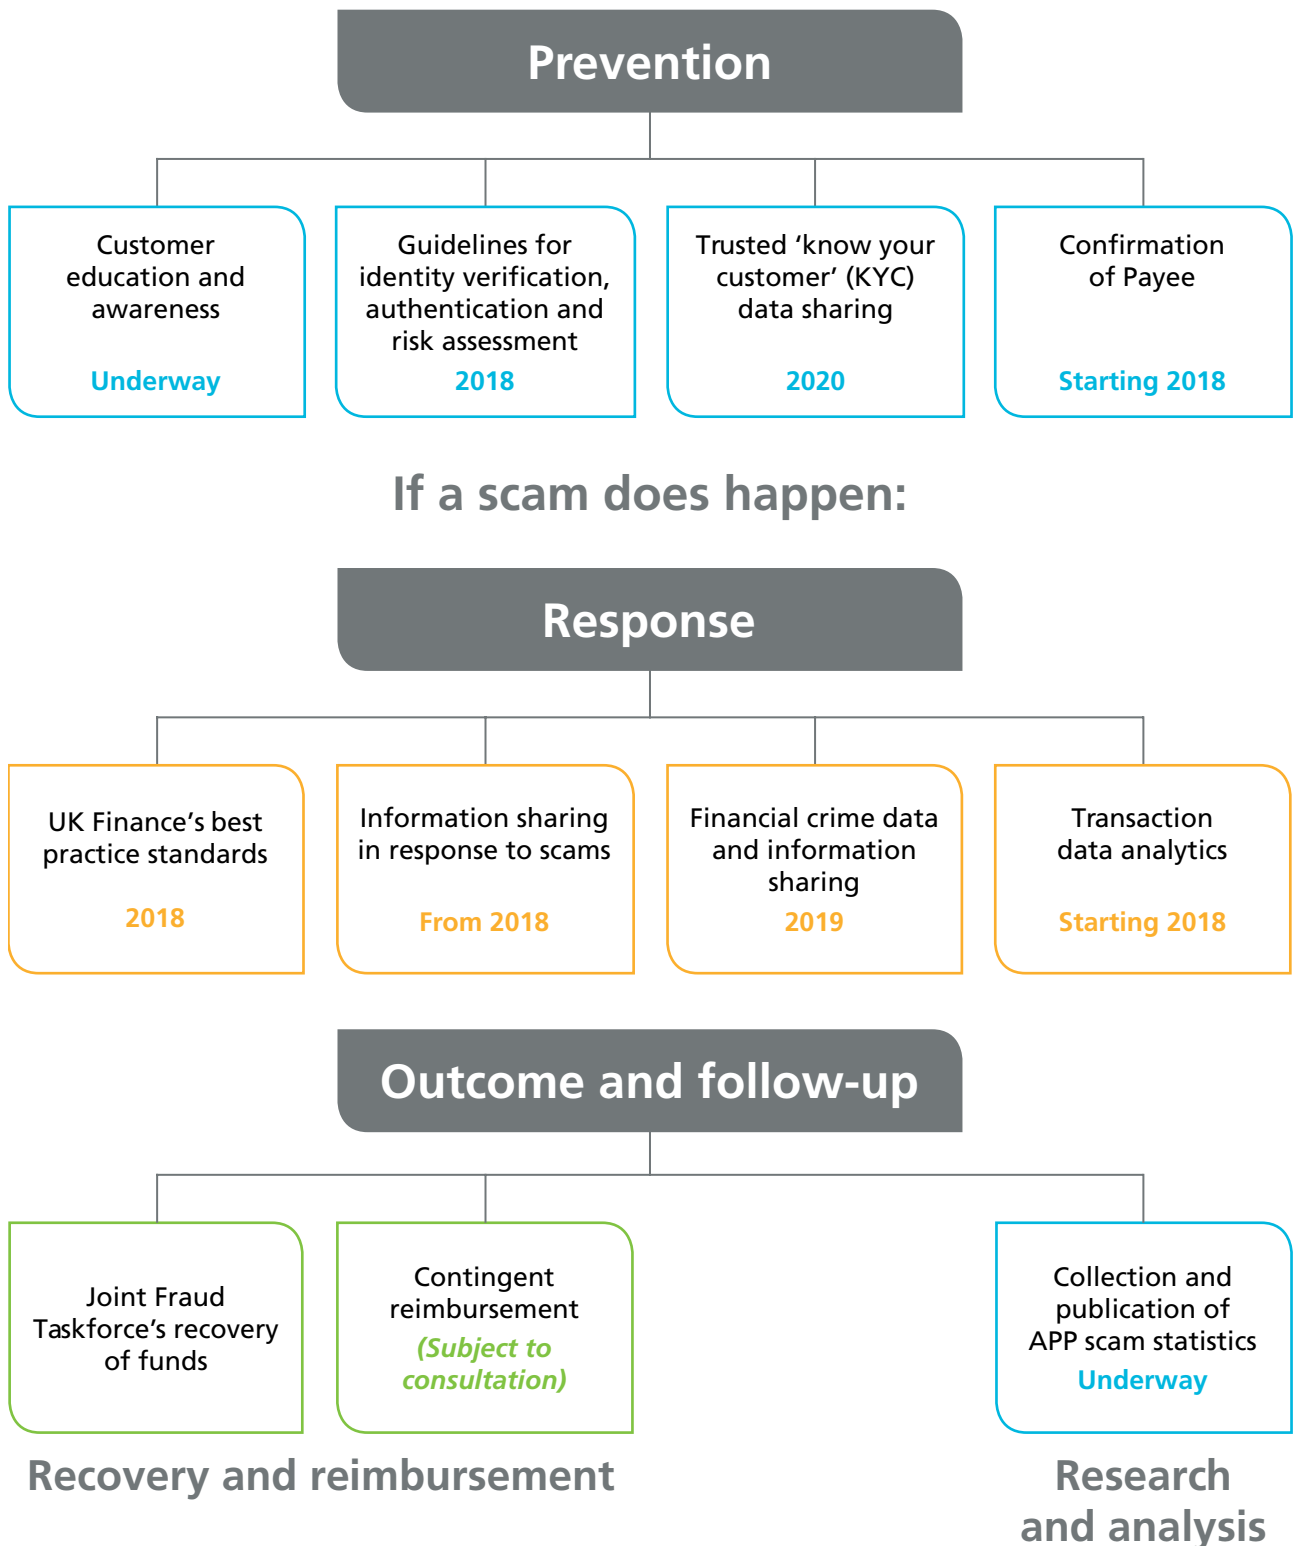 Prevention
Customer
education and
awareness
Underway
Guidelines for
identity verification,
authentication and
risk assessment
2018
Trusted ‘know your
customer’ (KYC)
data sharing
2020
Confirmation
of Payee
Starting 2018
If a scam does happen:
Response
UK Finance’s best
practice standards
2018
Information sharing
in response to scams
From 2018
Financial crime data
and information
sharing
2019
Transaction
data analytics
Starting 2018
Outcome and follow-up
Joint Fraud
Taskforce’s recovery
of funds
Contingent
reimbursement
(Subject to
consultation)
Collection and
publication of
APP scam statistics
Underway
Recovery and reimbursement
Research
and analysis